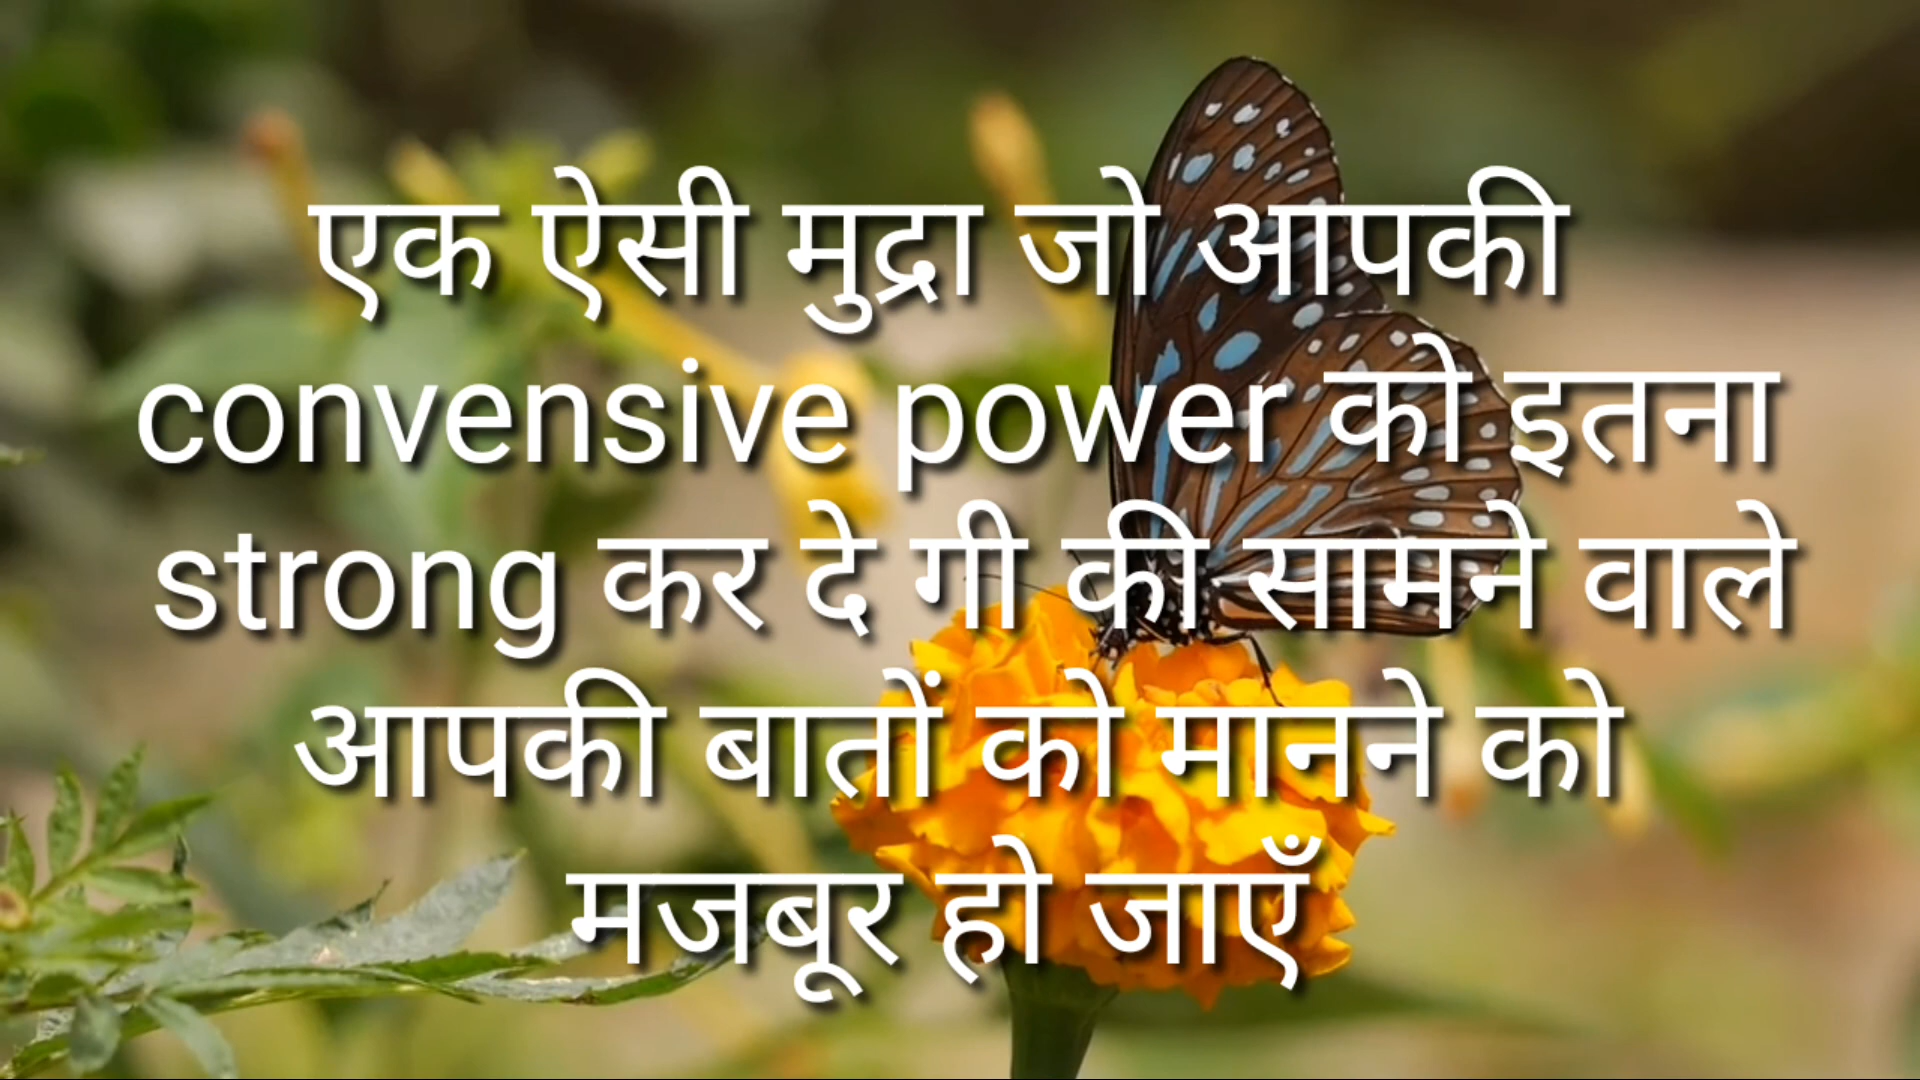 एक ऐसी मुद्रा जो आपकी
convensive power को इतना
strong कर दे गी की सामने वाले
आपकी बातों को मानने को
मजबूर हो जाएँ